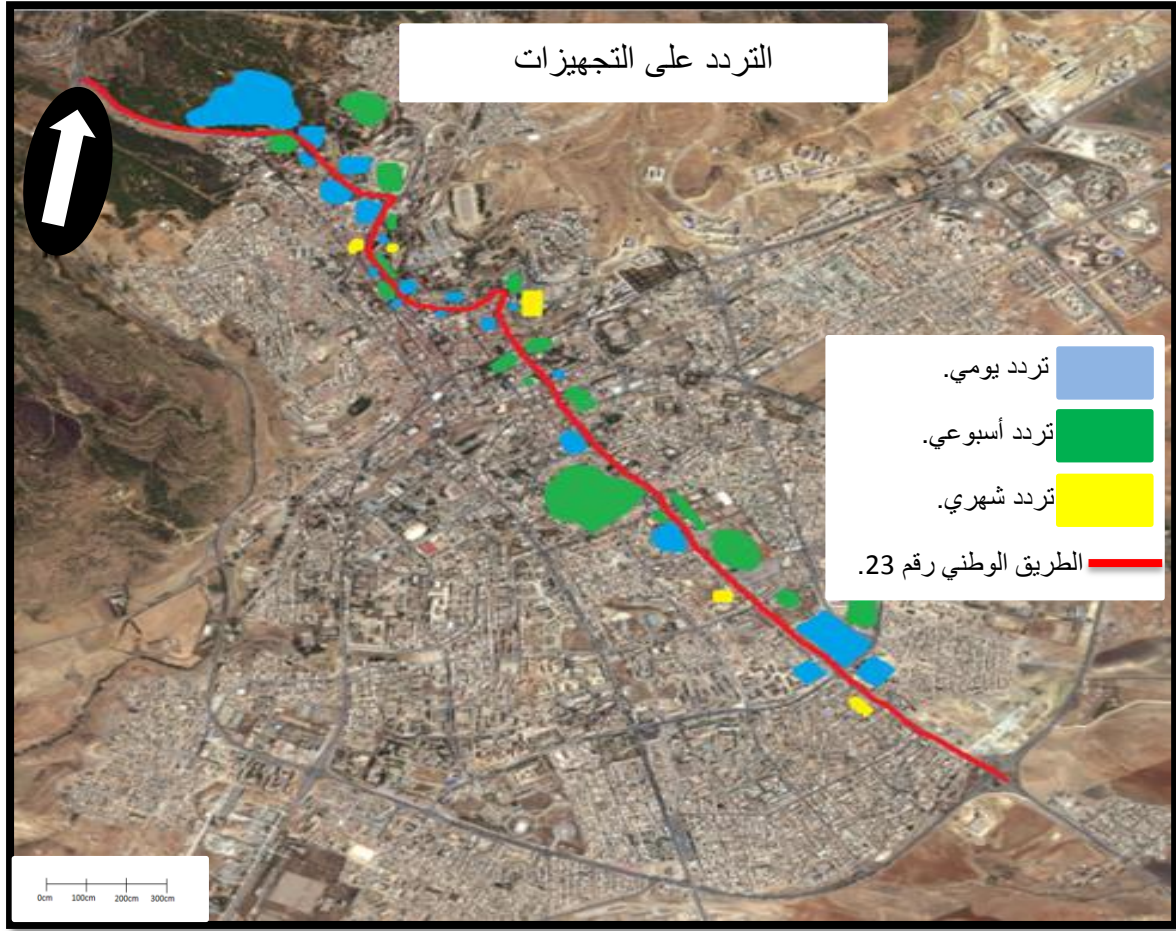 التردد على التجهيزات
تردد يومي.
تردد أسبوعي.
تردد شهري.
الطريق الوطني رقم 23.
0cm 100cm 200cm 300cm